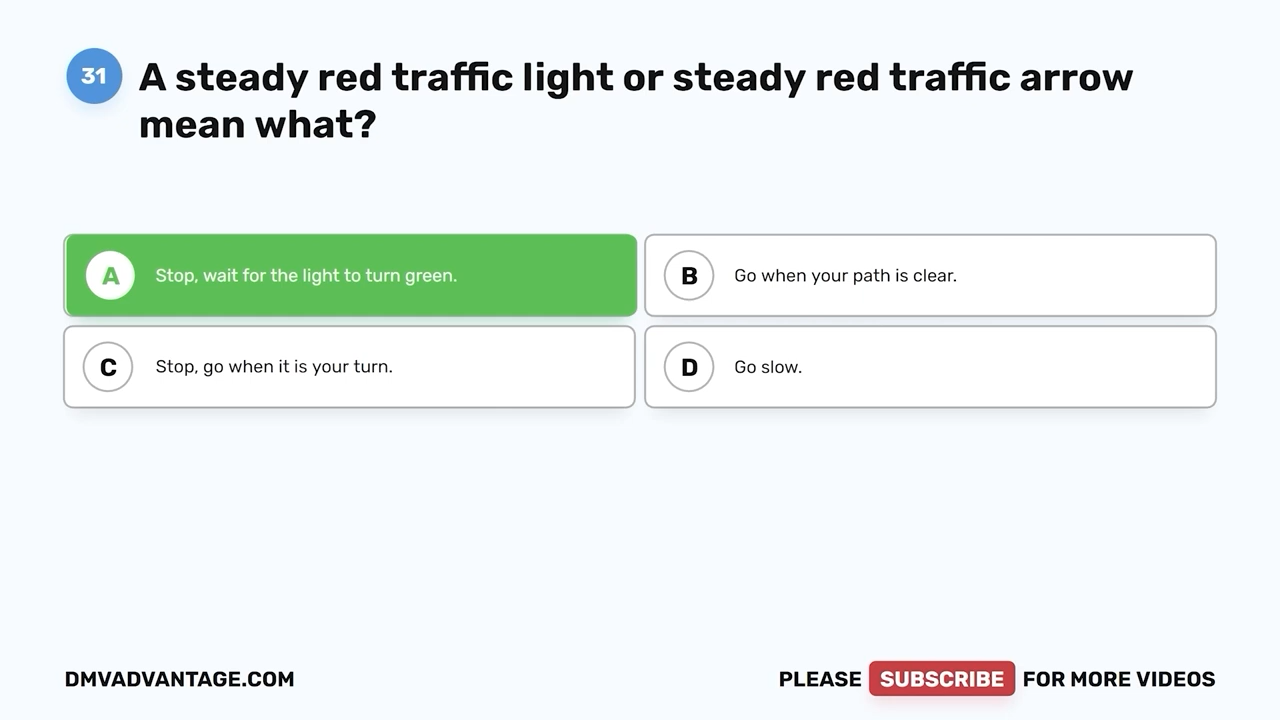 31
A steady red traffic light or steady red traffic arrow
mean what?
A Stop, wait for the light to turn green.
B Go when your path is clear.
C Stop, go when it is your turn.
D Go slow.
DMVADVANTAGE.COM
PLEASE SUBSCRIBE FOR MORE VIDEOS